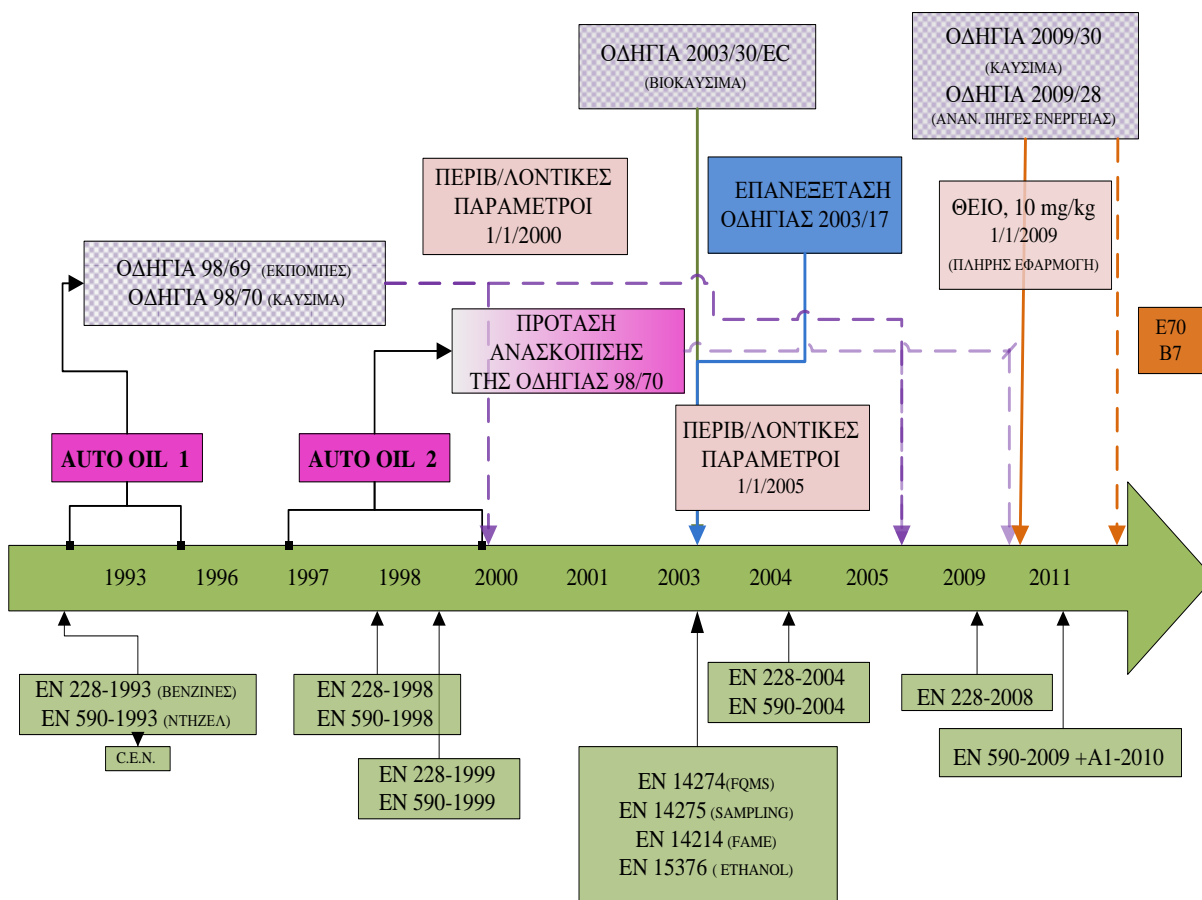 ΟΔΗΓΙΑ 2003/30/EC
(ΒΙΟΚΑΥΣΙΜΑ)
ΟΔΗΓΙΑ 2009/30
(ΚΑΥΣΙΜΑ)
ΟΔΗΓΙΑ 2009/28
(ΑΝΑΝ. ΠΗΓΕΣ ΕΝΕΡΓΕΙΑΣ)
ΠΕΡΙΒ/ΛΟΝΤΙΚΕΣ
ΠΑΡΑΜΕΤΡΟΙ
1/1/2000
ΕΠΑΝΕΞΕΤΑΣΗ
ΟΔΗΓΙΑΣ 2003/17
ΘΕΙΟ, 10 mg/kg
1/1/2009
(ΠΛΗΡΗΣ ΕΦΑΡΜΟΓΗ)
ΟΔΗΓΙΑ 98/69 (ΕΚΠΟΜΠΕΣ)
ΟΔΗΓΙΑ 98/70 (ΚΑΥΣΙΜΑ)
ΠΡΟΤΑΣΗ
ΑΝΑΣΚΟΠΙΣΗΣ
ΤΗΣ ΟΔΗΓΙΑΣ 98/70
E70
B7
AUTO OIL 1
AUTO OIL 2
ΠΕΡΙΒ/ΛΟΝΤΙΚΕΣ
ΠΑΡΑΜΕΤΡΟΙ
1/1/2005
1993 1996 1997 1998 2000 2001 2003 2004 2005 2009 2011
EN 228-1993 (ΒΕΝΖΙΝΕΣ)
EN 590-1993 (ΝΤΗΖΕΛ)
C.E.N.
EN 228-1998
EN 590-1998
EN 228-1999
EN 590-1999
EN 14274(FQMS)
EN 14275 (SAMPLING)
EN 14214 (FAME)
EN 15376 ( ETHANOL)
EN 228-2004
EN 590-2004
EN 228-2008
EN 590-2009 +A1-2010